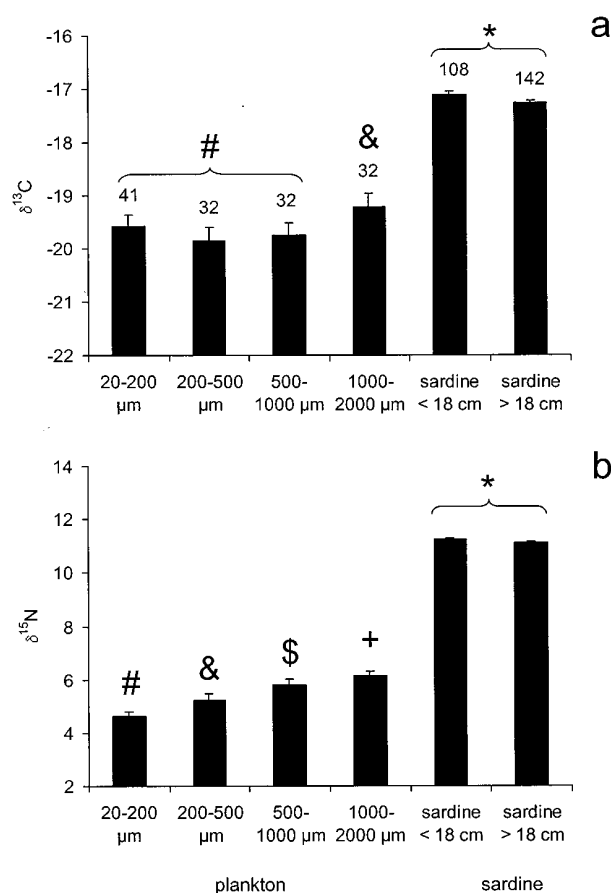 a
-16
-17
-18
-19
-20
-21
-22
δ13C
*
108
142
#
&
41
32
32
32
20-200 µm
200-500 µm
500-1000 µm
1000-2000 µm
sardine < 18 cm
sardine > 18 cm
b
14
12
10
8
6
4
2
δ15N
*
#
&
$
+
20-200 µm
200-500 µm
500-1000 µm
1000-2000 µm
sardine < 18 cm
sardine > 18 cm
plankton
sardine